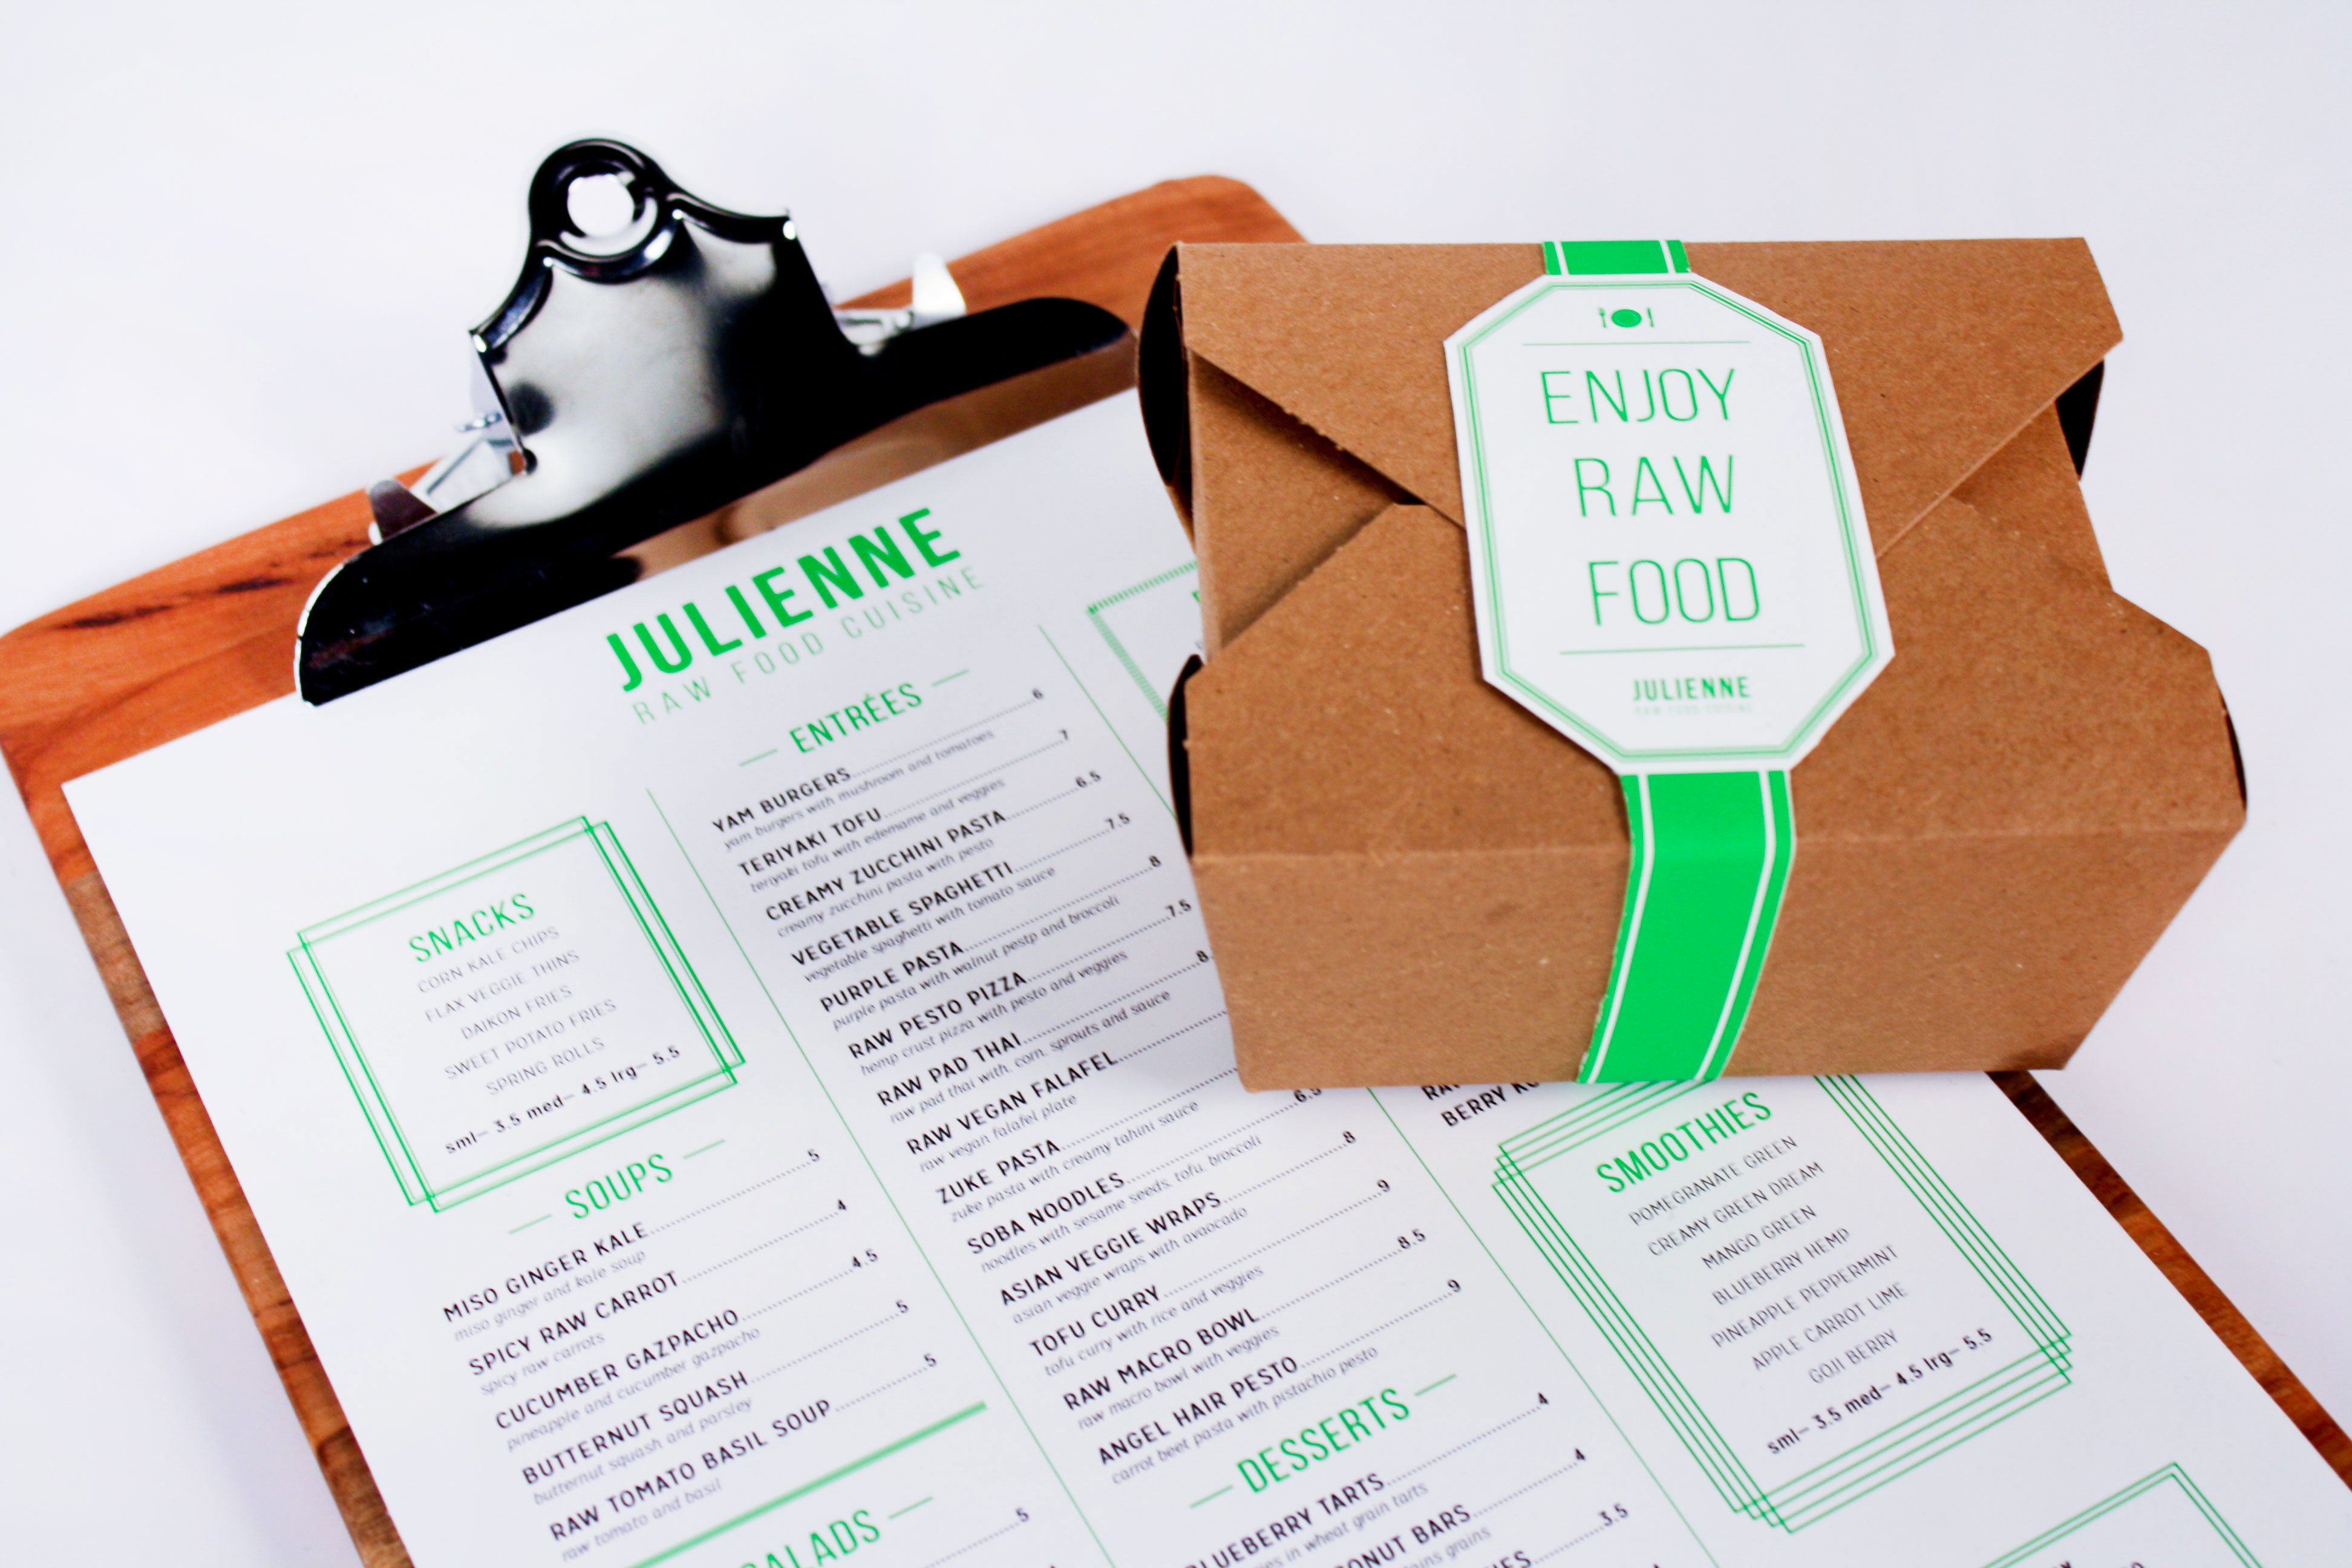 JULIENNE
RAW FOOD CUISINE
SNACKS
CORN KALE CHIPS
FLAX VEGGIE THINS
DAIKON FRIES
SWEET POTATO FRIES
SPRING ROLLS
sml– 3.5 med– 4.5 lrg– 5.5
SOUPS
MISO GINGER KALE 5
miso ginger and kale soup
SPICY RAW CARROT 4
spicy raw carrots
CUCUMBER GAZPACHO 4.5
pineapple and cucumber gazpacho
BUTTERNUT SQUASH 5
butternut squash and parsley
RAW TOMATO BASIL SOUP 5
raw tomato and basil
5
ENTRÉES
YAM BURGERS 6
yam burgers with mushroom and tomatoes
TERIYAKI TOFU 7
teriyaki tofu with edemame and veggies
CREAMY ZUCCHINI PASTA 6.5
creamy zucchini pasta with pesto
VEGETABLE SPAGHETTI 7.5
vegetable spaghetti with tomato sauce
PURPLE PASTA 8
purple pasta with walnut pestp and broccoli
RAW PESTO PIZZA 7.5
hemp crust pizza with pesto and veggies
RAW PAD THAI
raw pad thai with, corn, sprouts and sauce
RAW VEGAN FALAFEL
raw vegan falafel plate
ZUKE PASTA 6.5
zuke pasta with creamy tahini sauce
SOBA NOODLES 8
noodles with sesame seeds, tofu, broccoli
ASIAN VEGGIE WRAPS 8
asian veggie wraps with avaocado
TOFU CURRY 9
tofu curry with rice and veggies
RAW MACRO BOWL 8.5
raw macro bowl with veggies
ANGEL HAIR PESTO 9
carrot beet pasta with pistachio pesto
DESSERTS
BLUEBERRY TARTS 4
in wheat grain tarts
BARS 4
grains
3.5
BERRY
SMOOTHIES
POMEGRANATE GREEN
CREAMY GREEN DREAM
MANGO GREEN
BLUEBERRY HEMP
PINEAPPLE PEPPERMINT
APPLE CARROT LIME
GOJI BERRY
sml– 3.5 med– 4.5 lrg– 5.5
ENJOY
RAW
FOOD
JULIENNE
RAW FOOD CUISINE